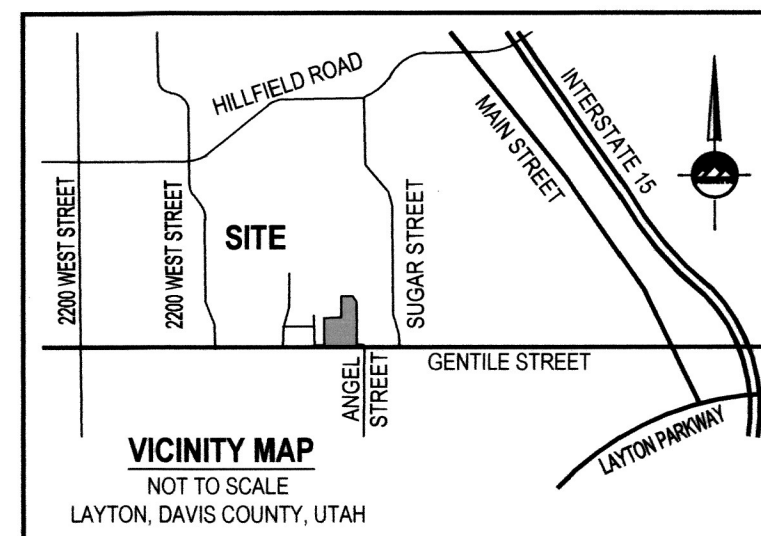 HILLFIELD ROAD
INTERSTATE 15
MAIN STREET
2200 WEST STREET
2200 WEST STREET
SITE
SUGAR STREET
GENTILE STREET
ANGEL
STREET
LAYTON PARKWAY
VICINITY MAP
NOT TO SCALE
LAYTON, DAVIS COUNTY, UTAH